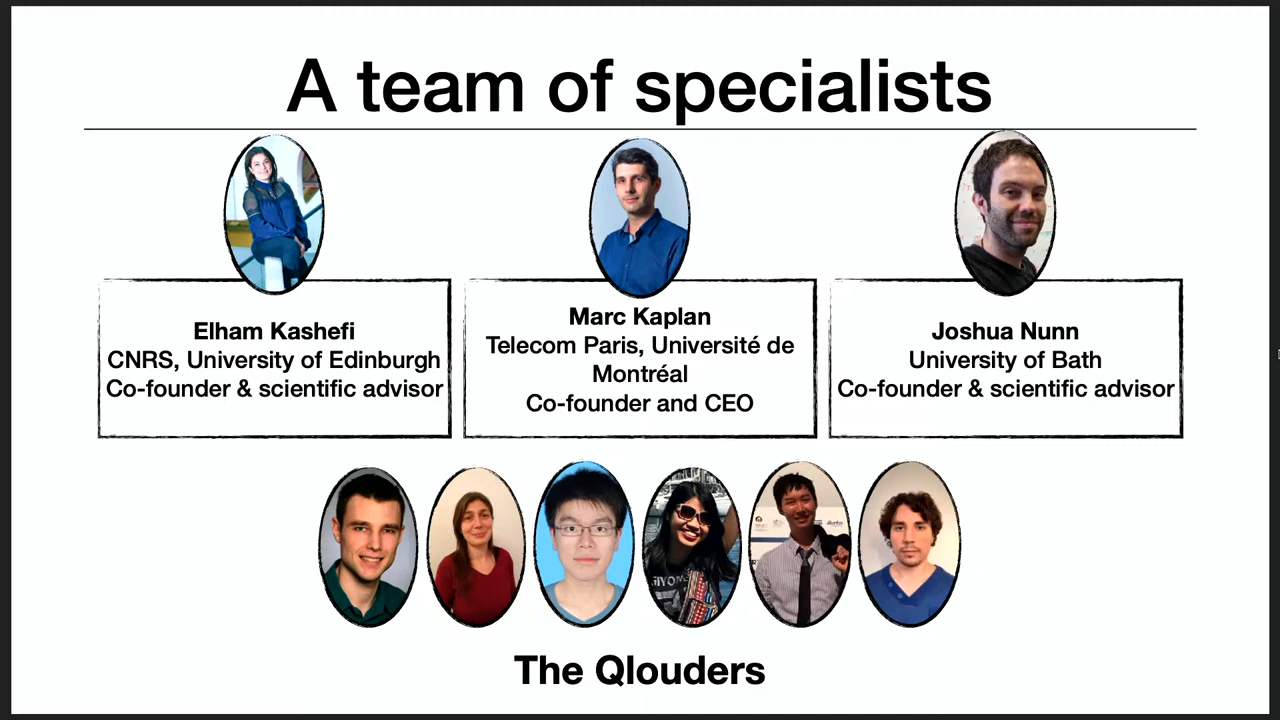 A team of specialists
Elham Kashefi
CNRS, University of Edinburgh
Co-founder & scientific advisor
Marc Kaplan
Telecom Paris, Université de
Montréal
Co-founder and CEO
Joshua Nunn
University of Bath
Co-founder & scientific advisor
The Qlouders